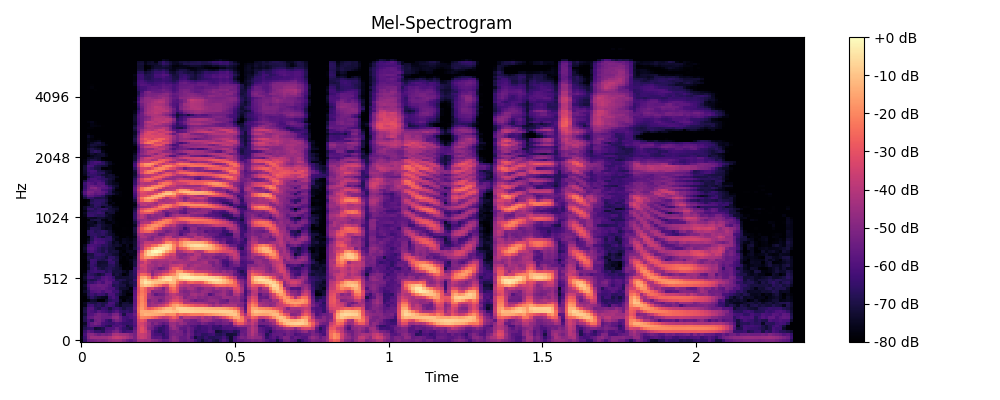 Mel-Spectrogram
+0 dB
4096
-10 dB
-20 dB
2048
-30 dB
Hz
1024
-40 dB
-50 dB
512
-60 dB
-70 dB
0
-80 dB
0
0.5
1
1.5
2
Time